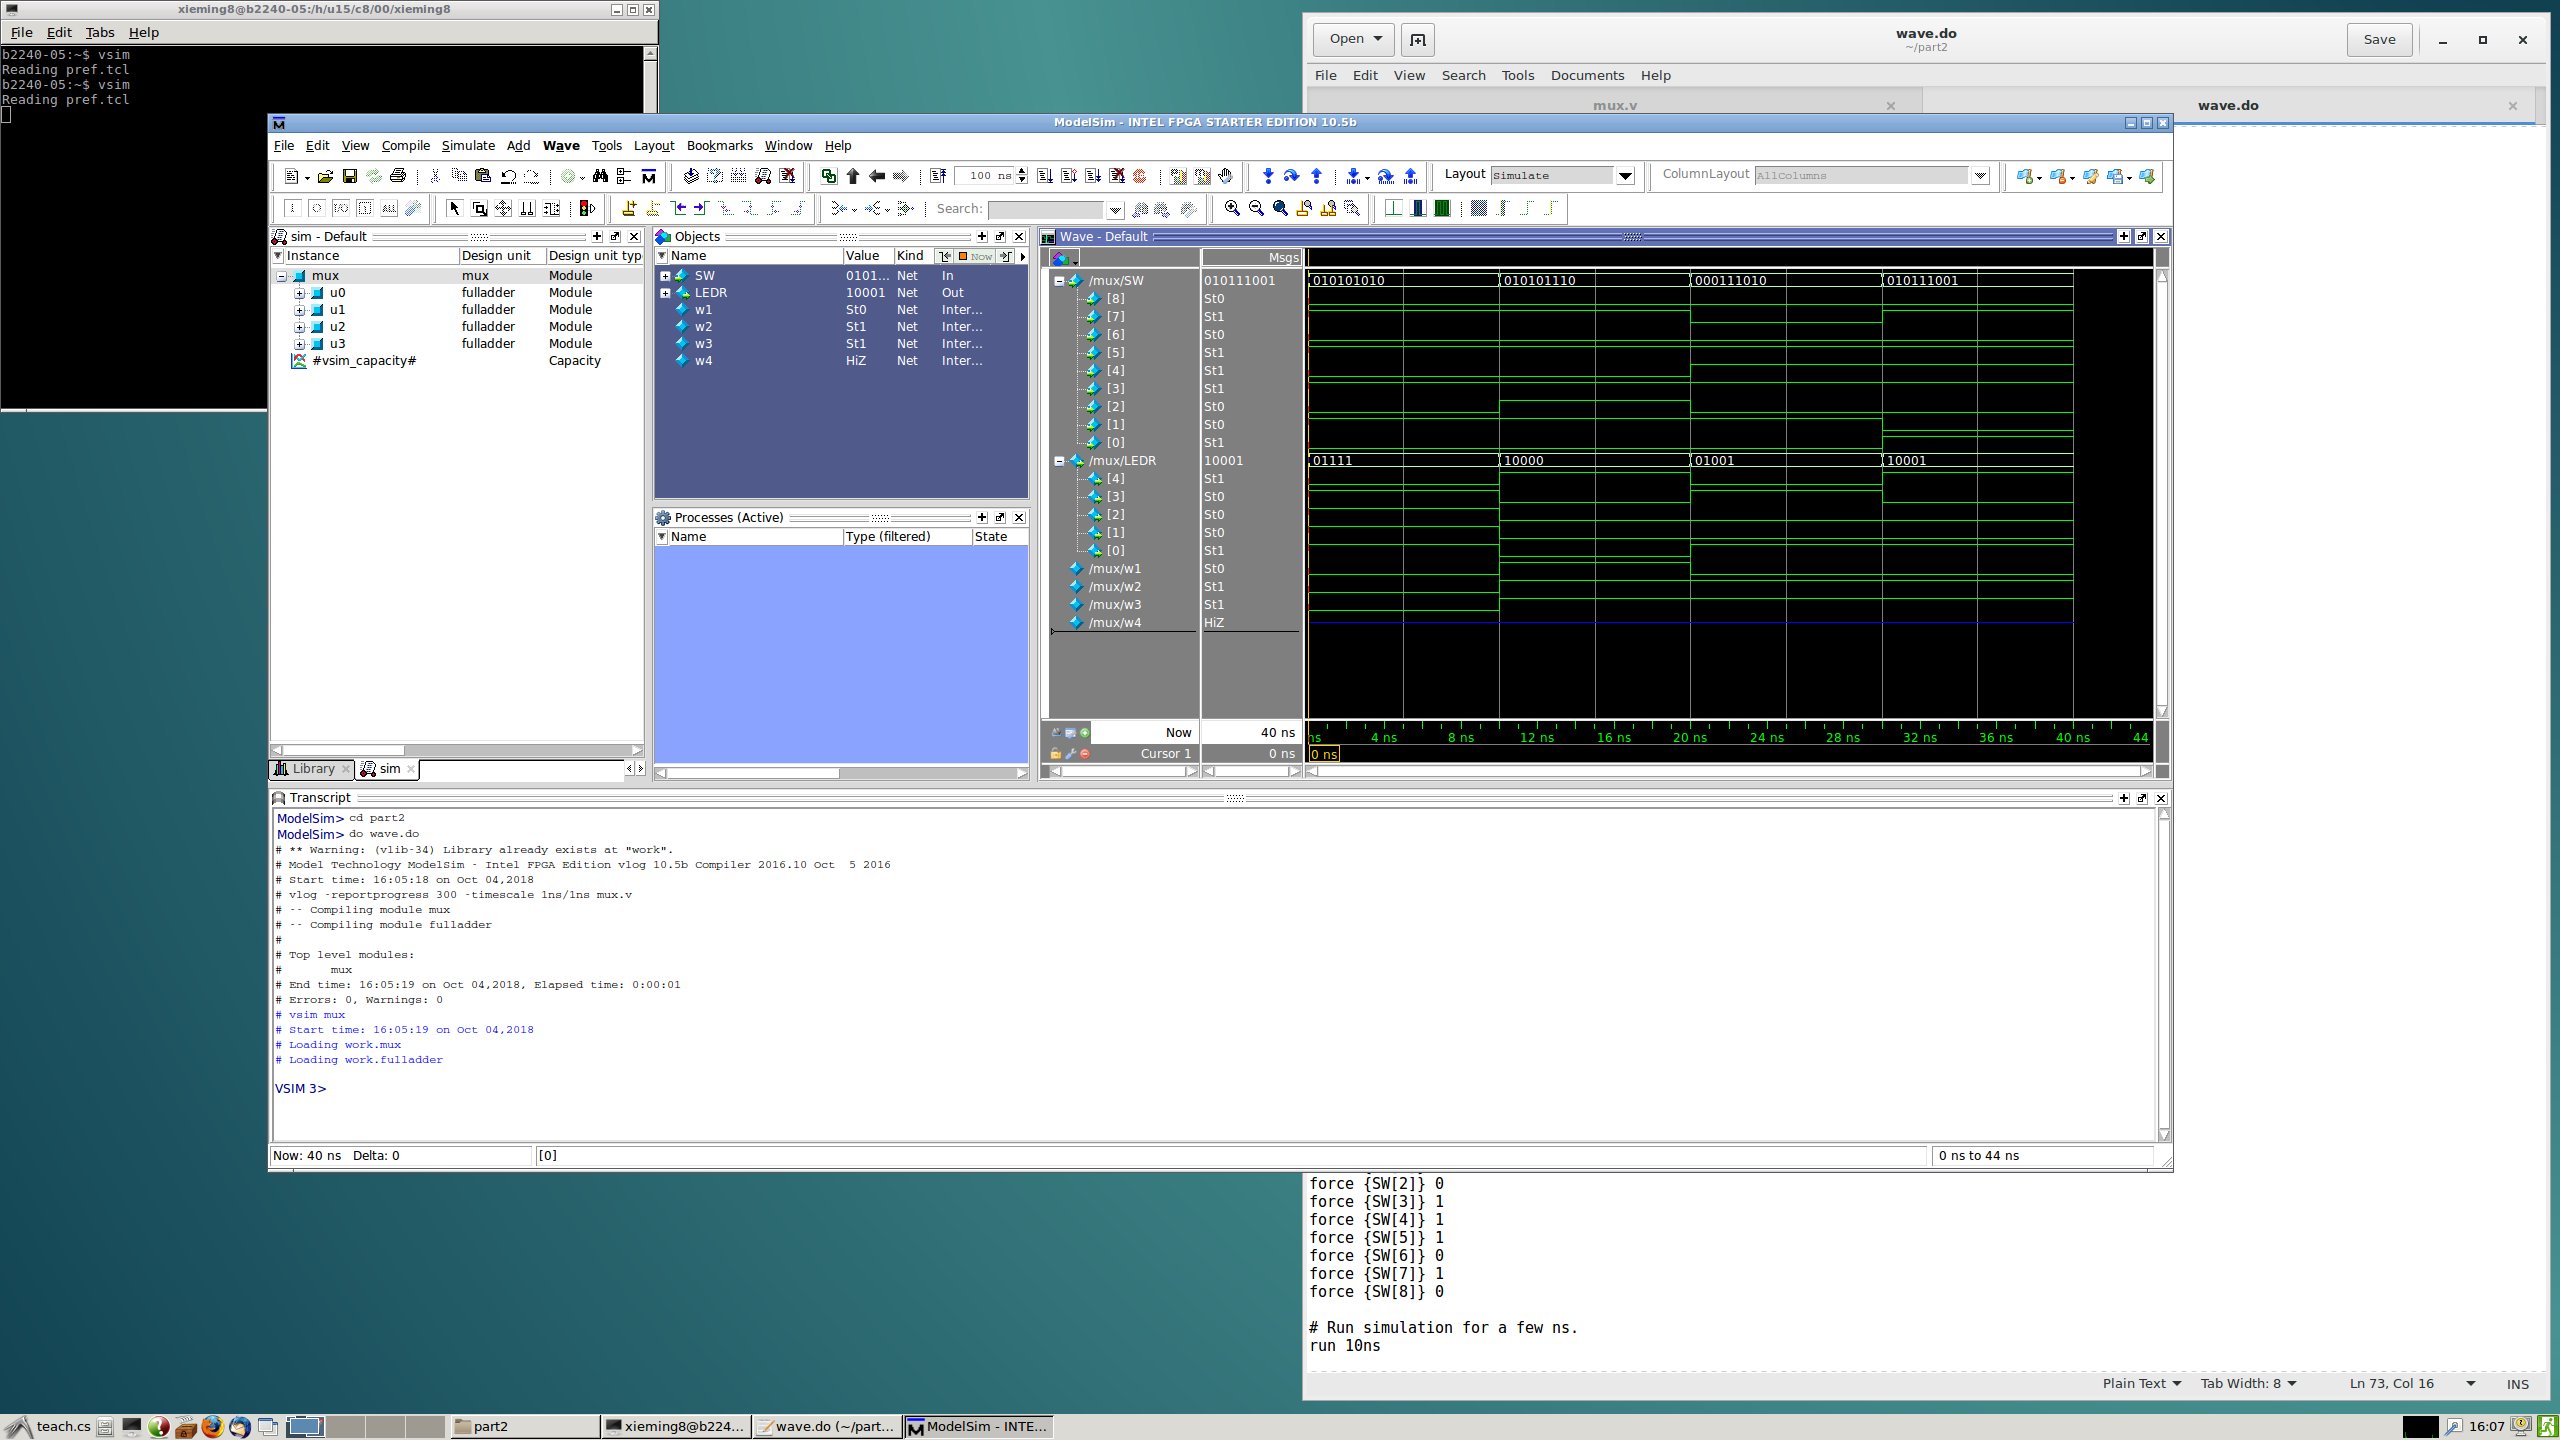 xieming8@b2240-05:/h/u15/c8/00/xieming8
File Edit Tabs Help
b2240-05:~$ vsim
Reading pref.tcl
b2240-05:~$ vsim
Reading pref.tcl
Open
wave.do
~/part2
Save
File Edit View Search Tools Documents Help
mux.v
wave.do
ModelSim - INTEL FPGA STARTER EDITION 10.5b
File Edit View Compile Simulate Add Wave Tools Layout Bookmarks Window Help
100 ns
Layout Simulate
ColumnLayout AllColumns
Search:
sim - Default
Instance Design unit Design unit typ
mux mux Module
u0 fulladder Module
u1 fulladder Module
u2 fulladder Module
u3 fulladder Module
#vsim_capacity# Capacity
Library sim
Objects
Name Value Kind Now
SW 0101... Net In
LEDR 10001 Net Out
w1 St0 Net Inter...
w2 St1 Net Inter...
w3 St1 Net Inter...
w4 HiZ Net Inter...
Processes (Active)
Name Type (filtered) State
Wave - Default
Msgs
/mux/SW 010111001 010101010 010101110 000111010 010111001
[8] St0
[7] St1
[6] St0
[5] St1
[4] St1
[3] St1
[2] St0
[1] St0
[0] St1
/mux/LEDR 10001 01111 10000 01001 10001
[4] St1
[3] St0
[2] St0
[1] St0
[0] St1
/mux/w1 St0
/mux/w2 St1
/mux/w3 St1
/mux/w4 HiZ
Now 40 ns ns 4 ns 8 ns 12 ns 16 ns 20 ns 24 ns 28 ns 32 ns 36 ns 40 ns 44
Cursor 1 0 ns 0 ns
Transcript
ModelSim> cd part2
ModelSim> do wave.do
# ** Warning: (vlib-34) Library already exists at "work".
# Model Technology ModelSim - Intel FPGA Edition vlog 10.5b Compiler 2016.10 Oct  5 2016
# Start time: 16:05:18 on Oct 04,2018
# vlog -reportprogress 300 -timescale 1ns/1ns mux.v
# -- Compiling module mux
# -- Compiling module fulladder
#
# Top level modules:
#       mux
# End time: 16:05:19 on Oct 04,2018, Elapsed time: 0:00:01
# Errors: 0, Warnings: 0
# vsim mux
# Start time: 16:05:19 on Oct 04,2018
# Loading work.mux
# Loading work.fulladder
VSIM 3>
Now: 40 ns Delta: 0 [0] 0 ns to 44 ns
force {SW[2]} 0
force {SW[3]} 1
force {SW[4]} 1
force {SW[5]} 1
force {SW[6]} 0
force {SW[7]} 1
force {SW[8]} 0
# Run simulation for a few ns.
run 10ns
Plain Text Tab Width: 8 Ln 73, Col 16 INS
teach.cs part2 xieming8@b224... wave.do (~/part... ModelSim - INTE... 16:07